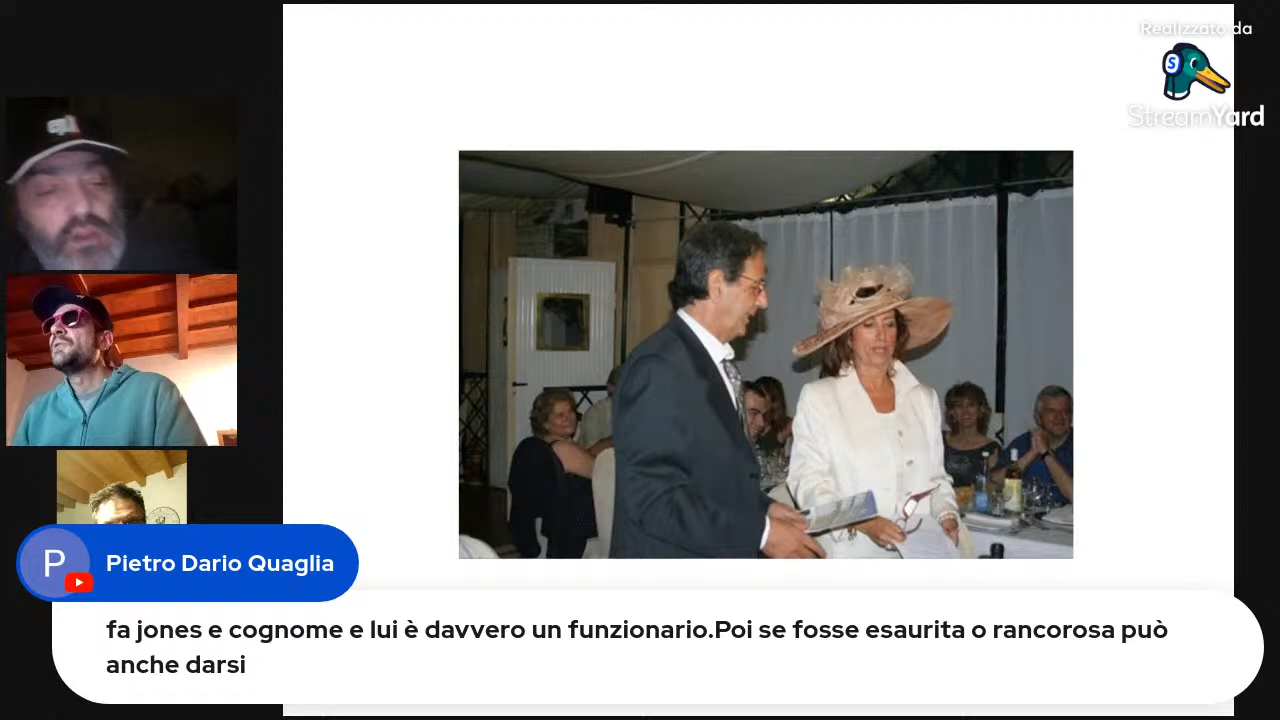 Realizzato da
StreamYard
P
Pietro Dario Quaglia
fa jones e cognome e lui è davvero un funzionario.Poi se fosse esaurita o rancorosa può
anche darsi